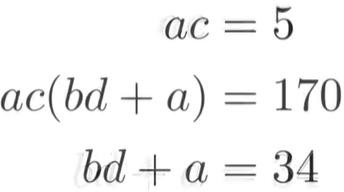 ac = 5
ac(bd + a) = 170
bd + a = 34